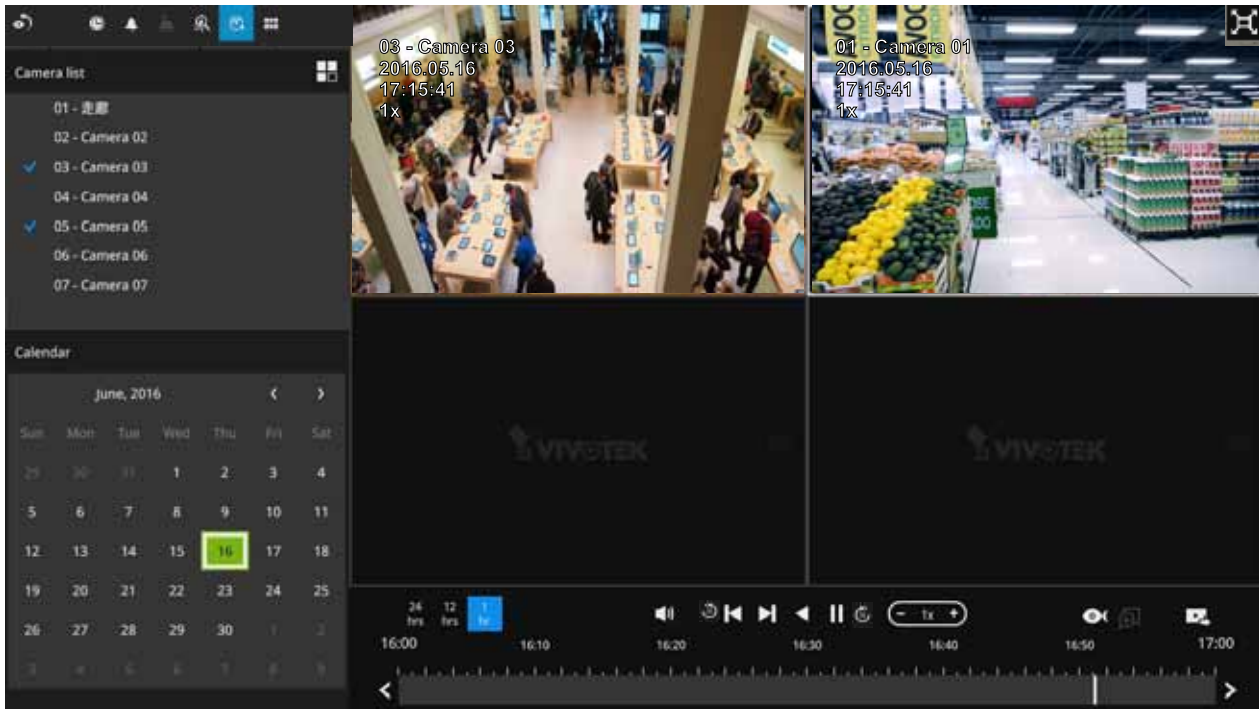 Camera list
01 - 走廊
02 - Camera 02
03 - Camera 03
04 - Camera 04
05 - Camera 05
06 - Camera 06
07 - Camera 07
Calendar
June, 2016
Sun Mon Tue Wed Thu Fri Sat
29 30 31 1 2 3 4
5 6 7 8 9 10 11
12 13 14 15 16 17 18
19 20 21 22 23 24 25
26 27 28 29 30 1 2
3 4 5 6 7 8 9
03 - Camera 03
2016.05.16
17:15:41
1x
01 - Camera 01
2016.05.16
17:15:41
1x
VIVOTEK
VIVOTEK
24 hrs
12 hrs
1 hr
1x
16:00 16:10 16:20 16:30 16:40 16:50 17:00